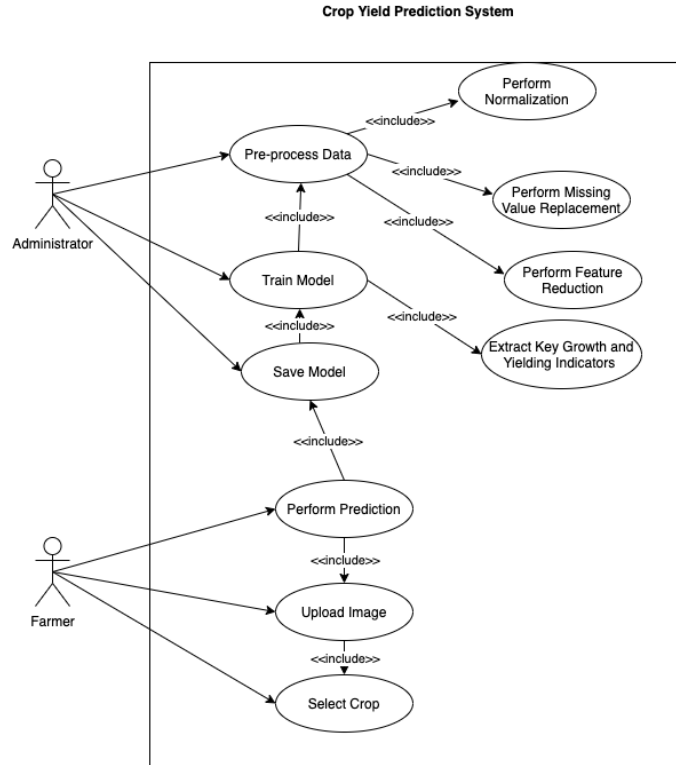 Crop Yield Prediction System
Perform
Normalization
<<include>>
Pre-process Data
<<include>>
Perform Missing
Value Replacement
Administrator
<<include>>
<<include>>
Train Model
Perform Feature
Reduction
<<include>>
<<include>>
Extract Key Growth and
Yielding Indicators
Save Model
<<include>>
Perform Prediction
<<include>>
Farmer
Upload Image
<<include>>
Select Crop